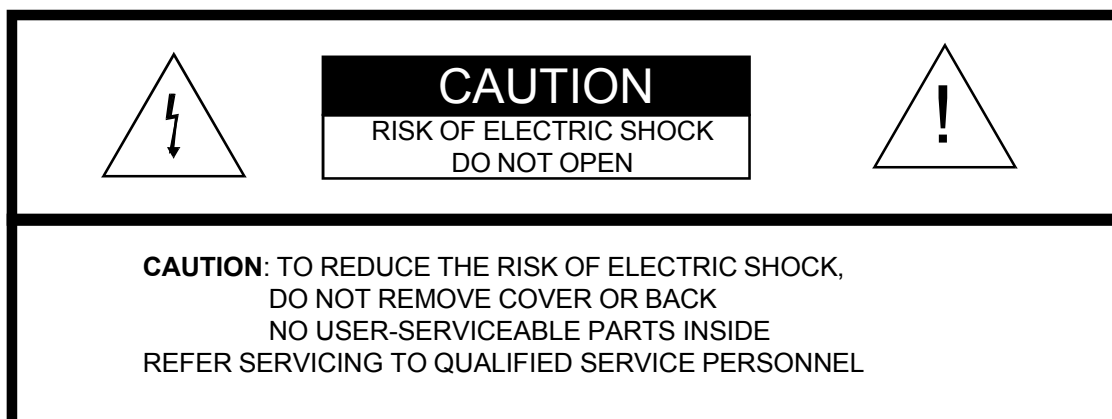 CAUTION
RISK OF ELECTRIC SHOCK
DO NOT OPEN
!
CAUTION: TO REDUCE THE RISK OF ELECTRIC SHOCK,
DO NOT REMOVE COVER OR BACK
NO USER-SERVICEABLE PARTS INSIDE
REFER SERVICING TO QUALIFIED SERVICE PERSONNEL